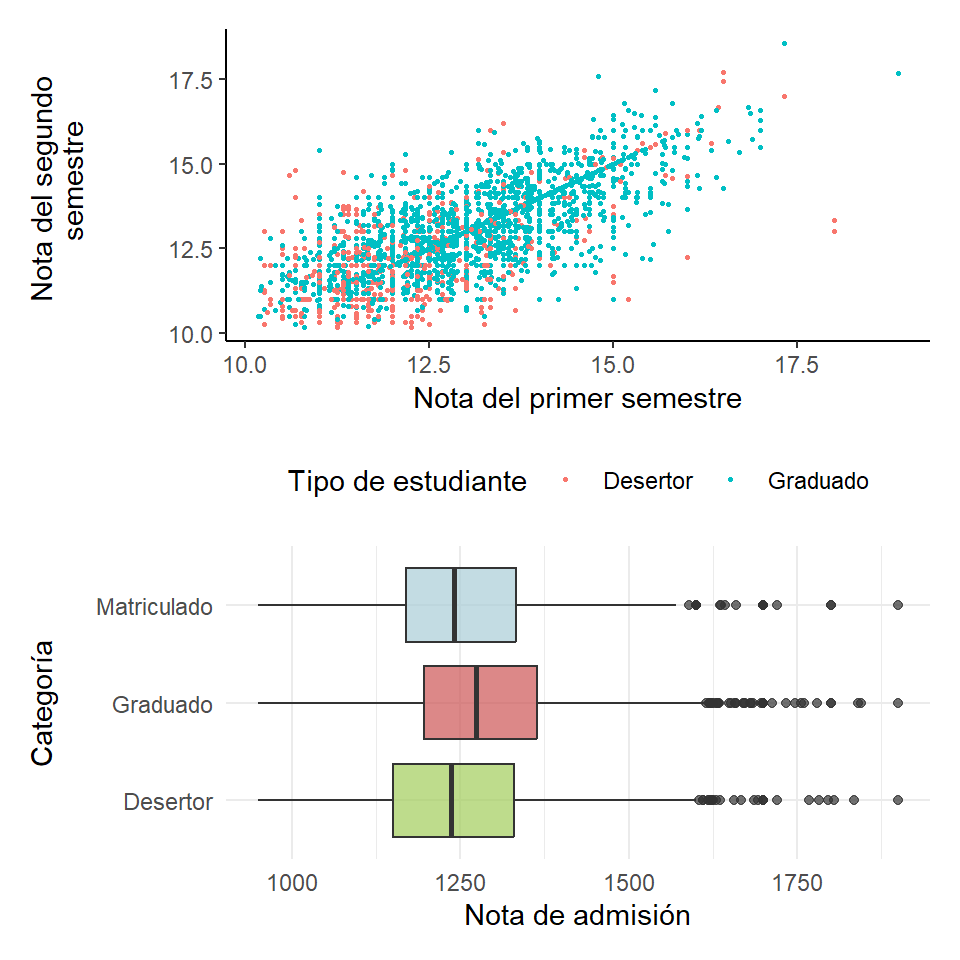 Nota del segundo
semestre
17.5
15.0
12.5
10.0
10.0 12.5 15.0 17.5
Nota del primer semestre
Tipo de estudiante Desertor Graduado
Categoría
Matriculado
Graduado
Desertor
1000 1250 1500 1750
Nota de admisión